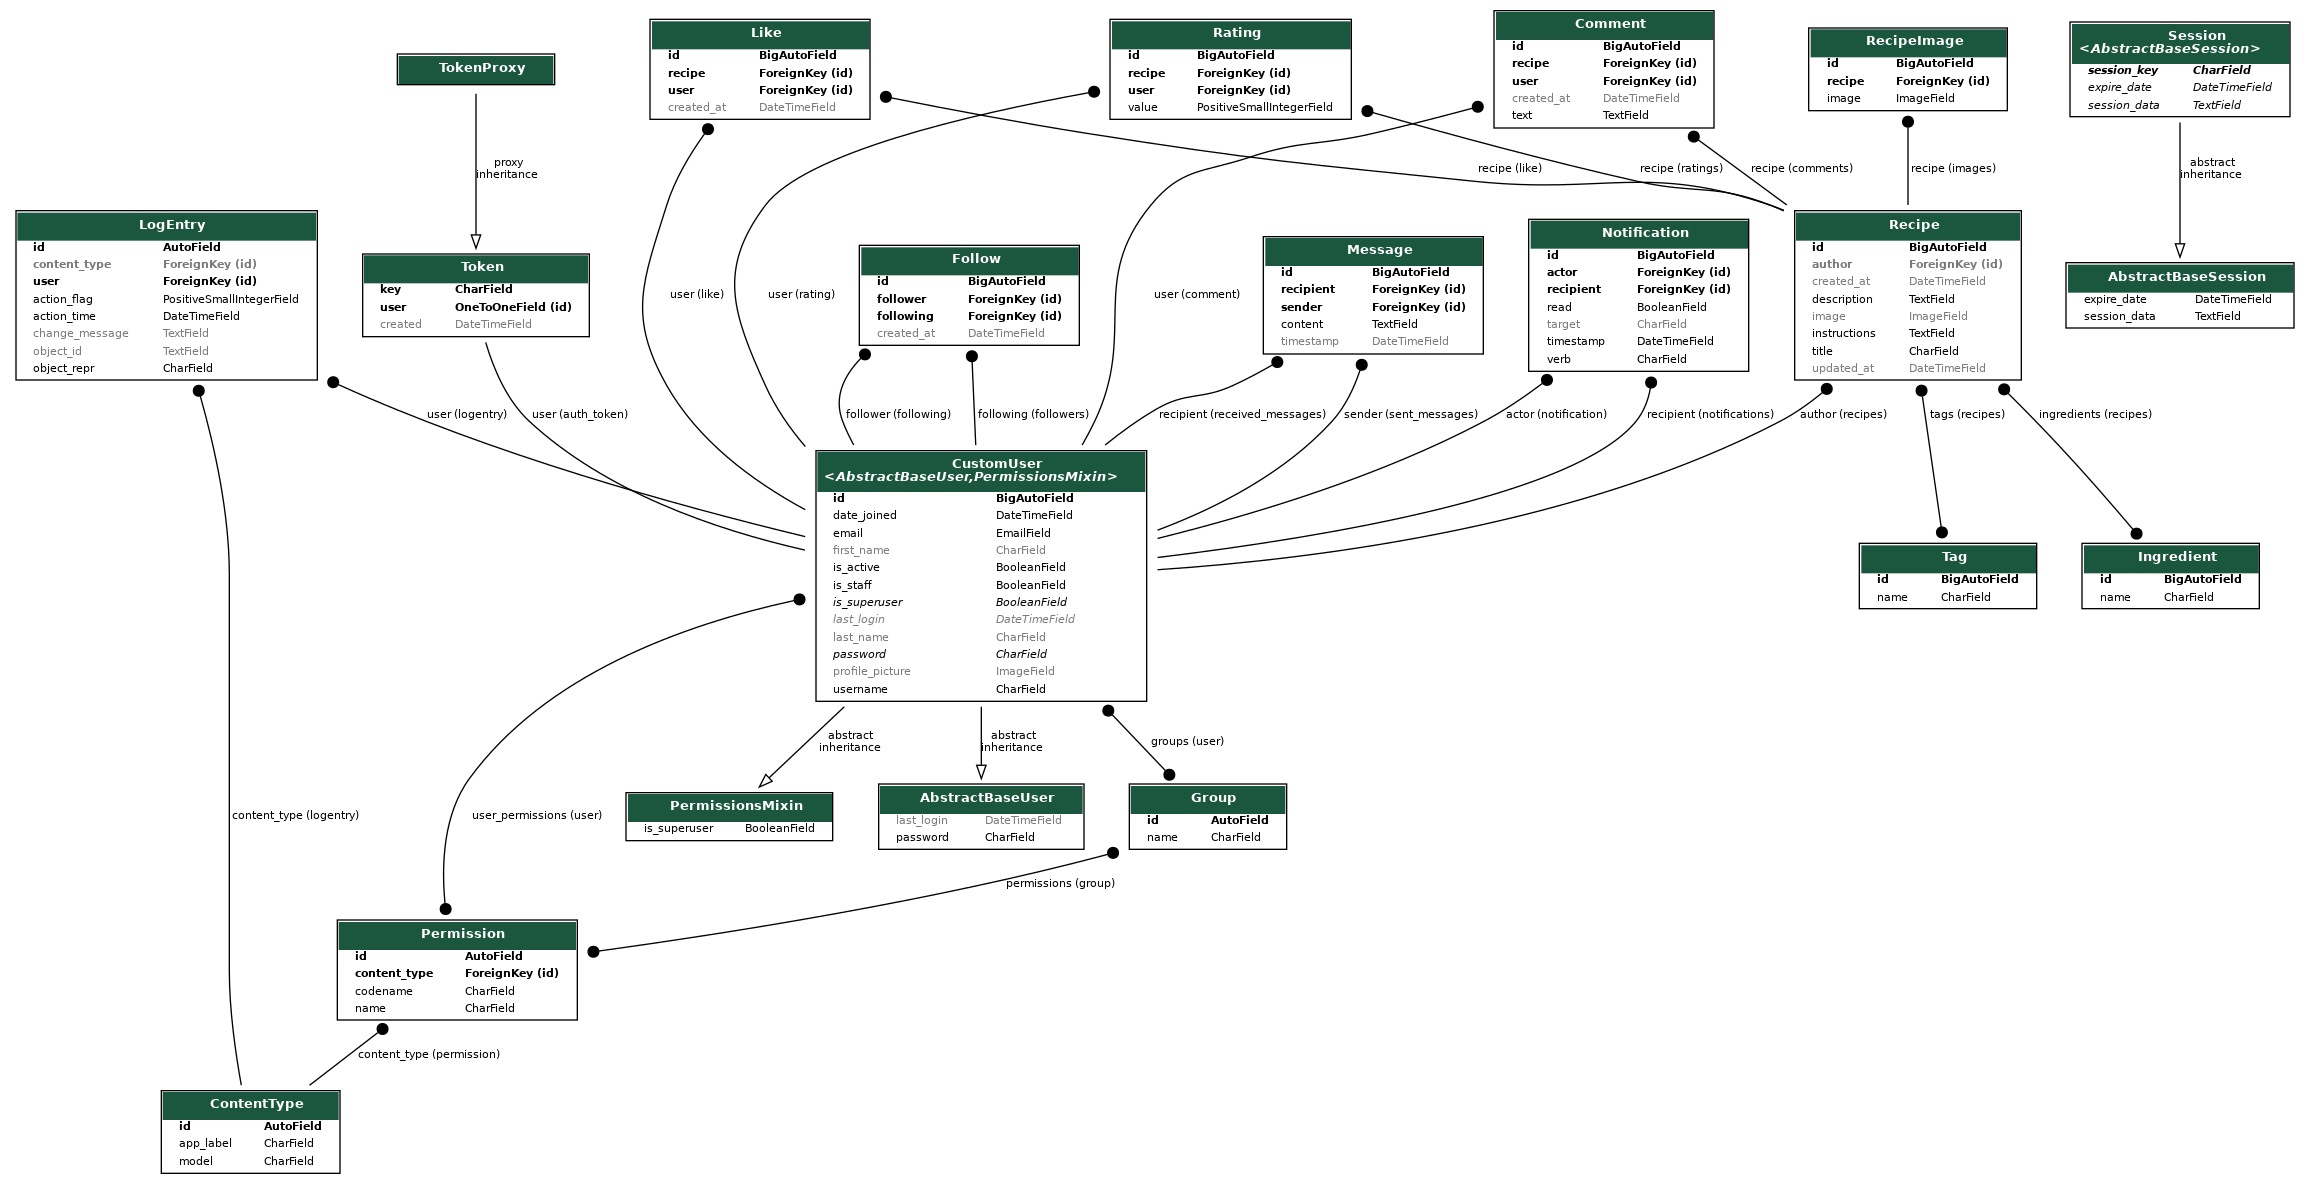 TokenProxy
Like
id BigAutoField
recipe ForeignKey (id)
user ForeignKey (id)
created_at DateTimeField
Rating
id BigAutoField
recipe ForeignKey (id)
user ForeignKey (id)
value PositiveSmallIntegerField
Comment
id BigAutoField
recipe ForeignKey (id)
user ForeignKey (id)
created_at DateTimeField
text TextField
RecipeImage
id BigAutoField
recipe ForeignKey (id)
image ImageField
Session
<AbstractBaseSession>
session_key CharField
expire_date DateTimeField
session_data TextField
proxy
inheritance
recipe (like)
recipe (ratings)
recipe (comments)
recipe (images)
abstract
inheritance
LogEntry
id AutoField
content_type ForeignKey (id)
user ForeignKey (id)
action_flag PositiveSmallIntegerField
action_time DateTimeField
change_message TextField
object_id TextField
object_repr CharField
Token
key CharField
user OneToOneField (id)
created DateTimeField
user (like)
user (rating)
Follow
id BigAutoField
follower ForeignKey (id)
following ForeignKey (id)
created_at DateTimeField
user (comment)
Message
id BigAutoField
recipient ForeignKey (id)
sender ForeignKey (id)
content TextField
timestamp DateTimeField
Notification
id BigAutoField
actor ForeignKey (id)
recipient ForeignKey (id)
read BooleanField
target CharField
timestamp DateTimeField
verb CharField
Recipe
id BigAutoField
author ForeignKey (id)
created_at DateTimeField
description TextField
image ImageField
instructions TextField
title CharField
updated_at DateTimeField
AbstractBaseSession
expire_date DateTimeField
session_data TextField
user (logentry)
user (auth_token)
follower (following)
following (followers)
recipient (received_messages)
sender (sent_messages)
actor (notification)
recipient (notifications)
author (recipes)
tags (recipes)
ingredients (recipes)
CustomUser
<AbstractBaseUser,PermissionsMixin>
id BigAutoField
date_joined DateTimeField
email EmailField
first_name CharField
is_active BooleanField
is_staff BooleanField
is_superuser BooleanField
last_login DateTimeField
last_name CharField
password CharField
profile_picture ImageField
username CharField
Tag
id BigAutoField
name CharField
Ingredient
id BigAutoField
name CharField
abstract
inheritance
abstract
inheritance
groups (user)
content_type (logentry)
user_permissions (user)
PermissionsMixin
is_superuser BooleanField
AbstractBaseUser
last_login DateTimeField
password CharField
Group
id AutoField
name CharField
permissions (group)
Permission
id AutoField
content_type ForeignKey (id)
codename CharField
name CharField
content_type (permission)
ContentType
id AutoField
app_label CharField
model CharField